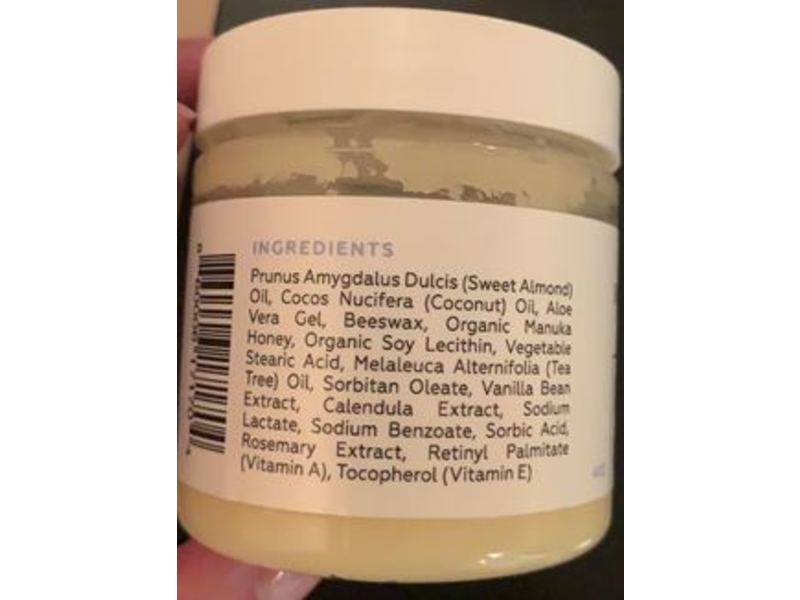 INGREDIENTS
Prunus Amygdalus Dulcis (Sweet Almond)
Oil, Cocos Nucifera (Coconut) Oil, Aloe
Vera Gel, Beeswax, Organic Manuka
Honey, Organic Soy Lecithin, Vegetable
Stearic Acid, Melaleuca Alternifolia (Tea
Tree) Oil, Sorbitan Oleate, Vanilla Bean
Extract, Calendula Extract, Sodium
Lactate, Sodium Benzoate, Sorbic Acid,
Rosemary Extract, Retinyl Palmitate
(Vitamin A), Tocopherol (Vitamin E)